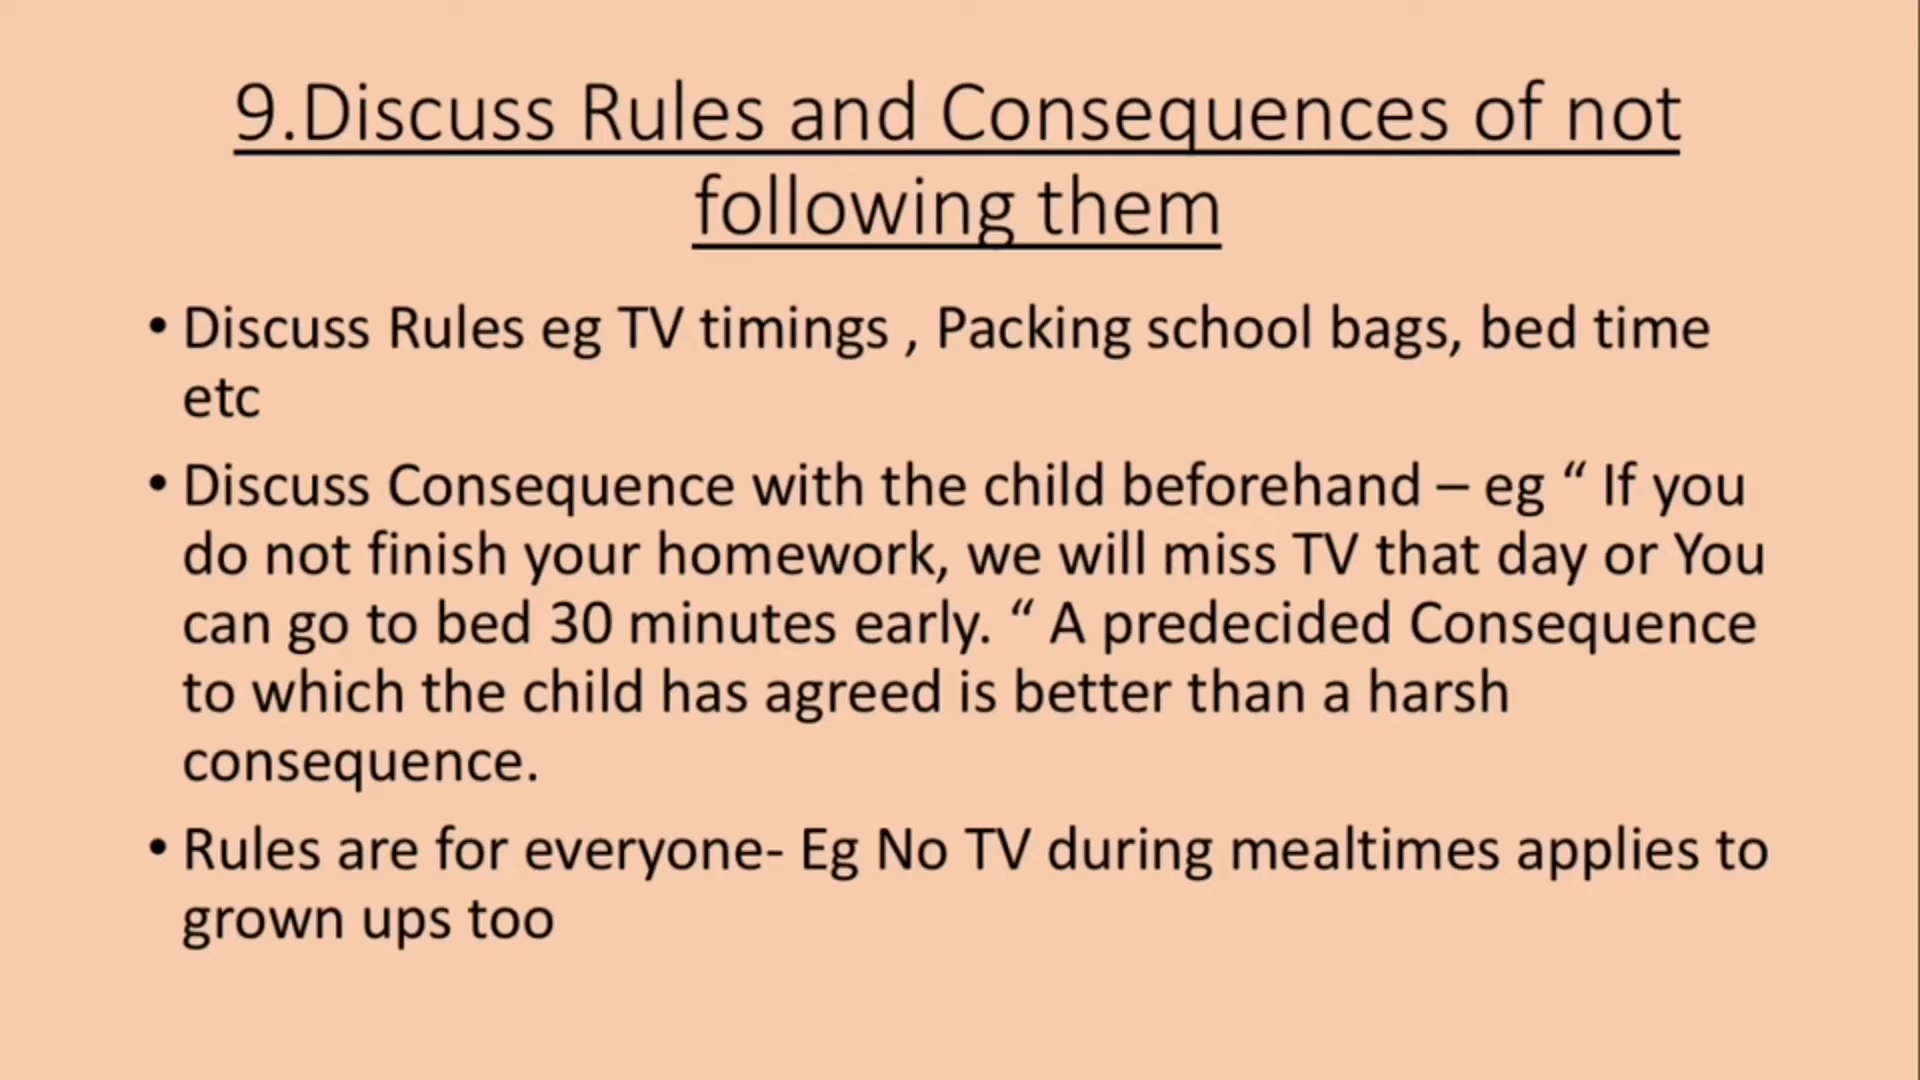 9.Discuss Rules and Consequences of not
following them
• Discuss Rules eg TV timings , Packing school bags, bed time
etc
• Discuss Consequence with the child beforehand – eg “ If you
do not finish your homework, we will miss TV that day or You
can go to bed 30 minutes early. “ A predecided Consequence
to which the child has agreed is better than a harsh
consequence.
• Rules are for everyone- Eg No TV during mealtimes applies to
grown ups too